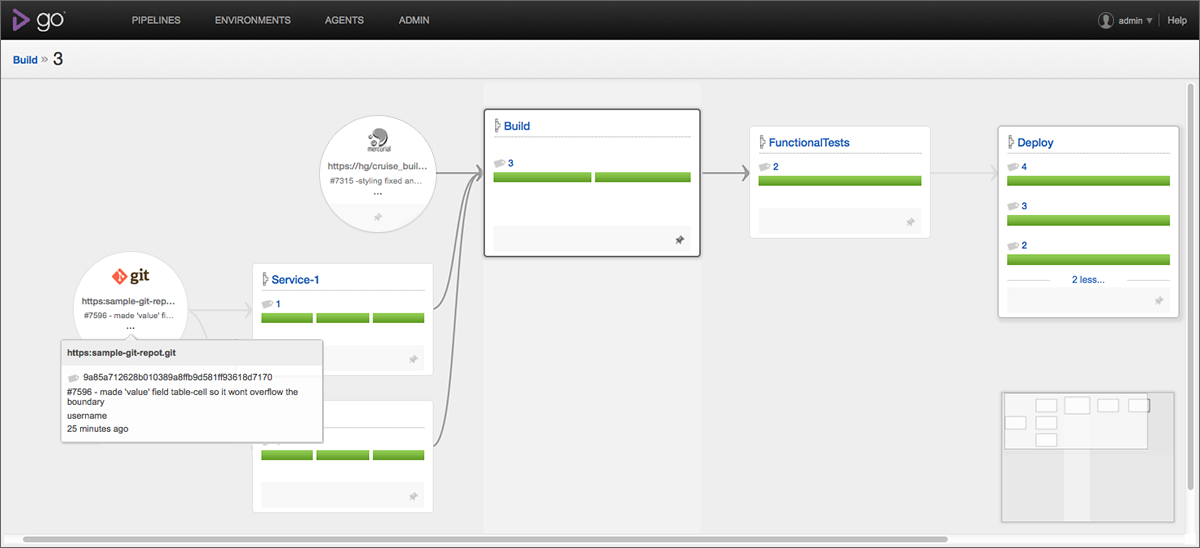 go
PIPELINES
ENVIRONMENTS
AGENTS
ADMIN
admin
Help
Build » 3
mercurial
https://hg/cruise_buil...
#7315 -styling fixed an...
...
Build
3
FunctionalTests
2
Deploy
4
3
2
2 less...
git
https:sample-git-rep...
#7596 - made 'value' fi...
...
Service-1
1
https:sample-git-repot.git
9a85a712628b010389a8ffb9d581ff93618d7170
#7596 - made 'value' field table-cell so it wont overflow the
boundary
username
25 minutes ago